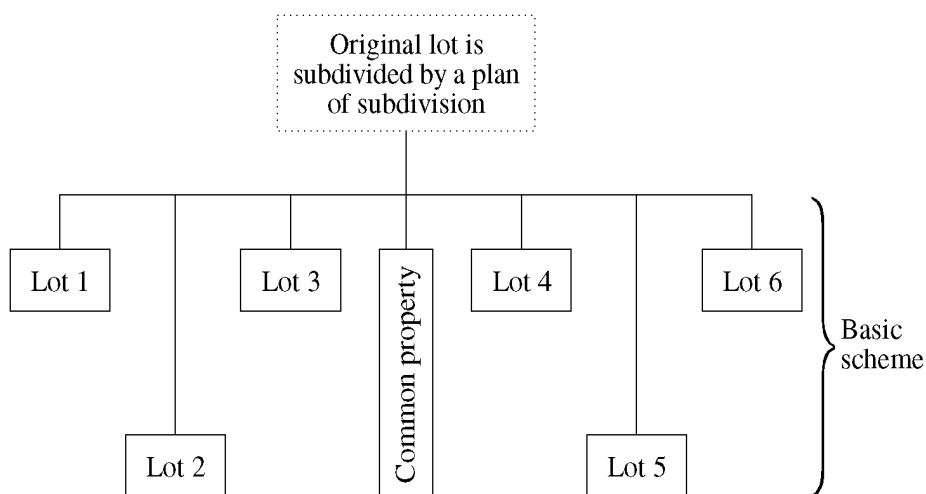 Original lot is
subdivided by a plan
of subdivision
Lot 1
Lot 3
Common property
Lot 4
Lot 6
Basic
scheme
Lot 2
Lot 5